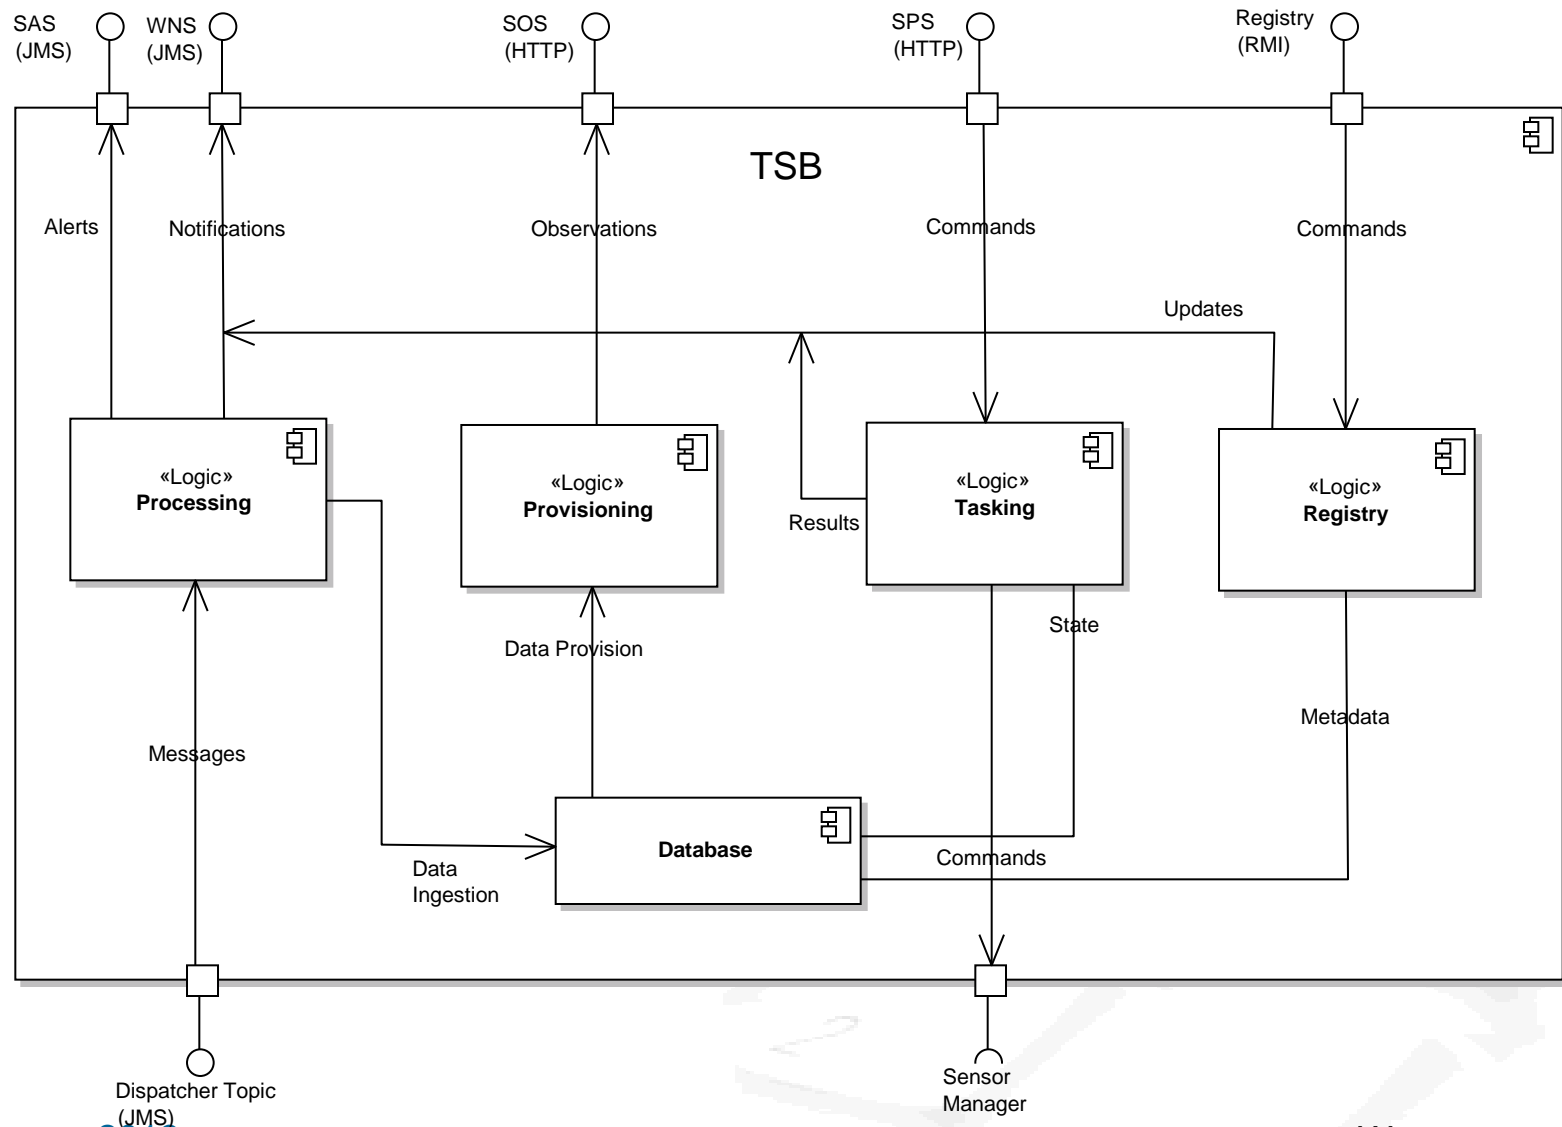 SAS
(JMS)
WNS
(JMS)
SOS
(HTTP)
SPS
(HTTP)
Registry
(RMI)
TSB
Alerts
Notifications
Observations
Commands
Commands
Updates
«Logic»
Processing
«Logic»
Provisioning
«Logic»
Tasking
«Logic»
Registry
Results
State
Data Provision
Metadata
Messages
Database
Commands
Data
Ingestion
Dispatcher Topic
(JMS)
Sensor
Manager